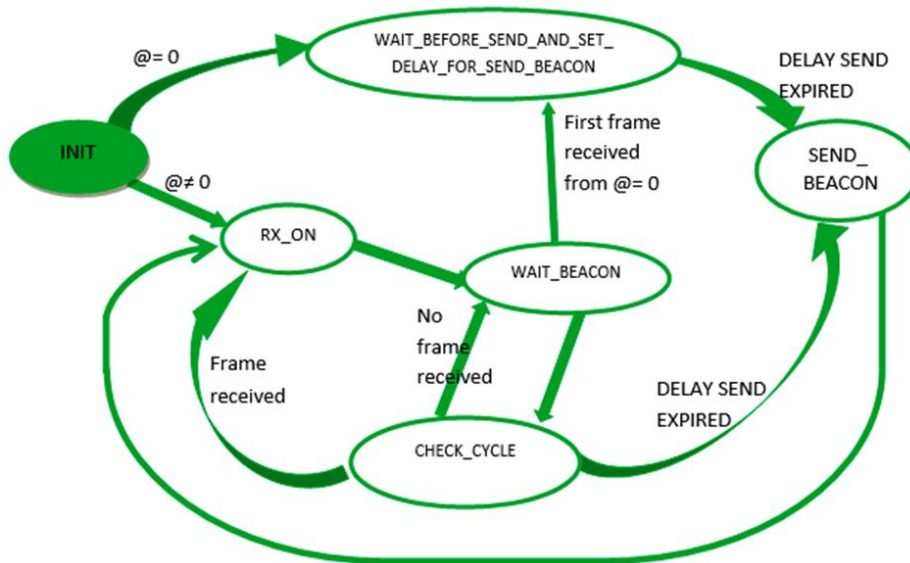 WAIT_BEFORE_SEND_AND_SET_
DELAY_FOR_SEND_BEACON
@= 0
DELAY SEND
EXPIRED
INIT
First frame
received
from @= 0
SEND_
BEACON
@≠ 0
RX_ON
WAIT_BEACON
No
frame
received
Frame
received
DELAY SEND
EXPIRED
CHECK_CYCLE